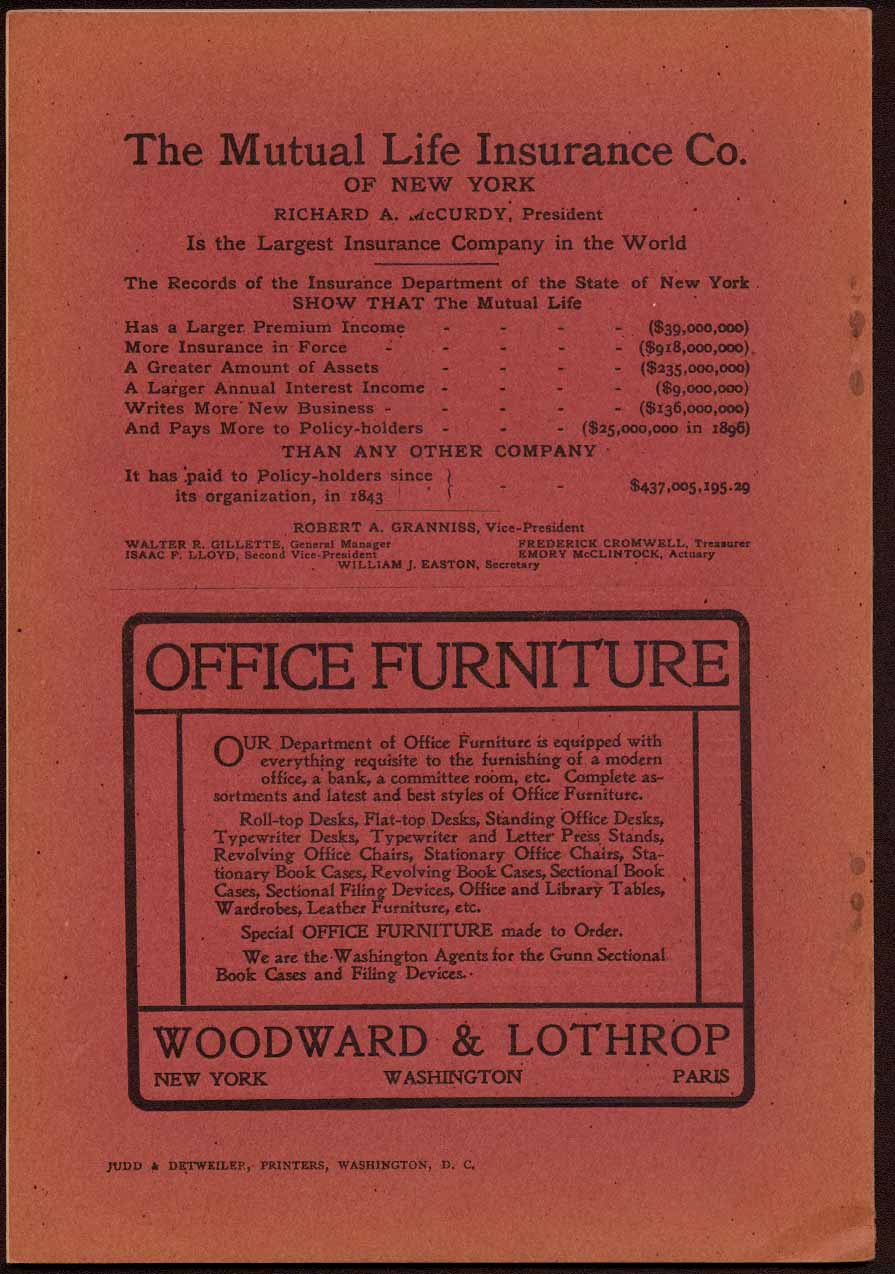 The Mutual Life Insurance Co.
OF NEW YORK
RICHARD A. McCURDY, President
Is the Largest Insurance Company in the World
The Records of the Insurance Department of the State of New York
SHOW THAT The Mutual Life
Has a Larger Premium Income - - - - ($39,000,000)
More Insurance in Force - - - - - ($918,000,000)
A Greater Amount of Assets - - - - ($235,000,000)
A Larger Annual Interest Income - - - - ($9,000,000)
Writes More New Business - - - - - ($136,000,000)
And Pays More to Policy-holders - - - ($25,000,000 in 1896)
THAN ANY OTHER COMPANY
It has paid to Policy-holders since }
its organization, in 1843 } - - $437,005,195.29
ROBERT A. GRANNISS, Vice-President
WALTER R. GILLETTE, General Manager FREDERICK CROMWELL, Treasurer
ISAAC F. LLOYD, Second Vice-President EMORY McCLINTOCK, Actuary
WILLIAM J. EASTON, Secretary
OFFICE FURNITURE
OUR Department of Office Furniture is equipped with
everything requisite to the furnishing of a modern
office, a bank, a committee room, etc. Complete as-
sortments and latest and best styles of Office Furniture.
Roll-top Desks, Flat-top Desks, Standing Office Desks,
Typewriter Desks, Typewriter and Letter Press Stands,
Revolving Office Chairs, Stationary Office Chairs, Sta-
tionary Book Cases, Revolving Book Cases, Sectional Book
Cases, Sectional Filing Devices, Office and Library Tables,
Wardrobes, Leather Furniture, etc.
Special OFFICE FURNITURE made to Order.
We are the Washington Agents for the Gunn Sectional
Book Cases and Filing Devices.
WOODWARD & LOTHROP
NEW YORK WASHINGTON PARIS
JUDD & DETWEILER, PRINTERS, WASHINGTON, D. C.